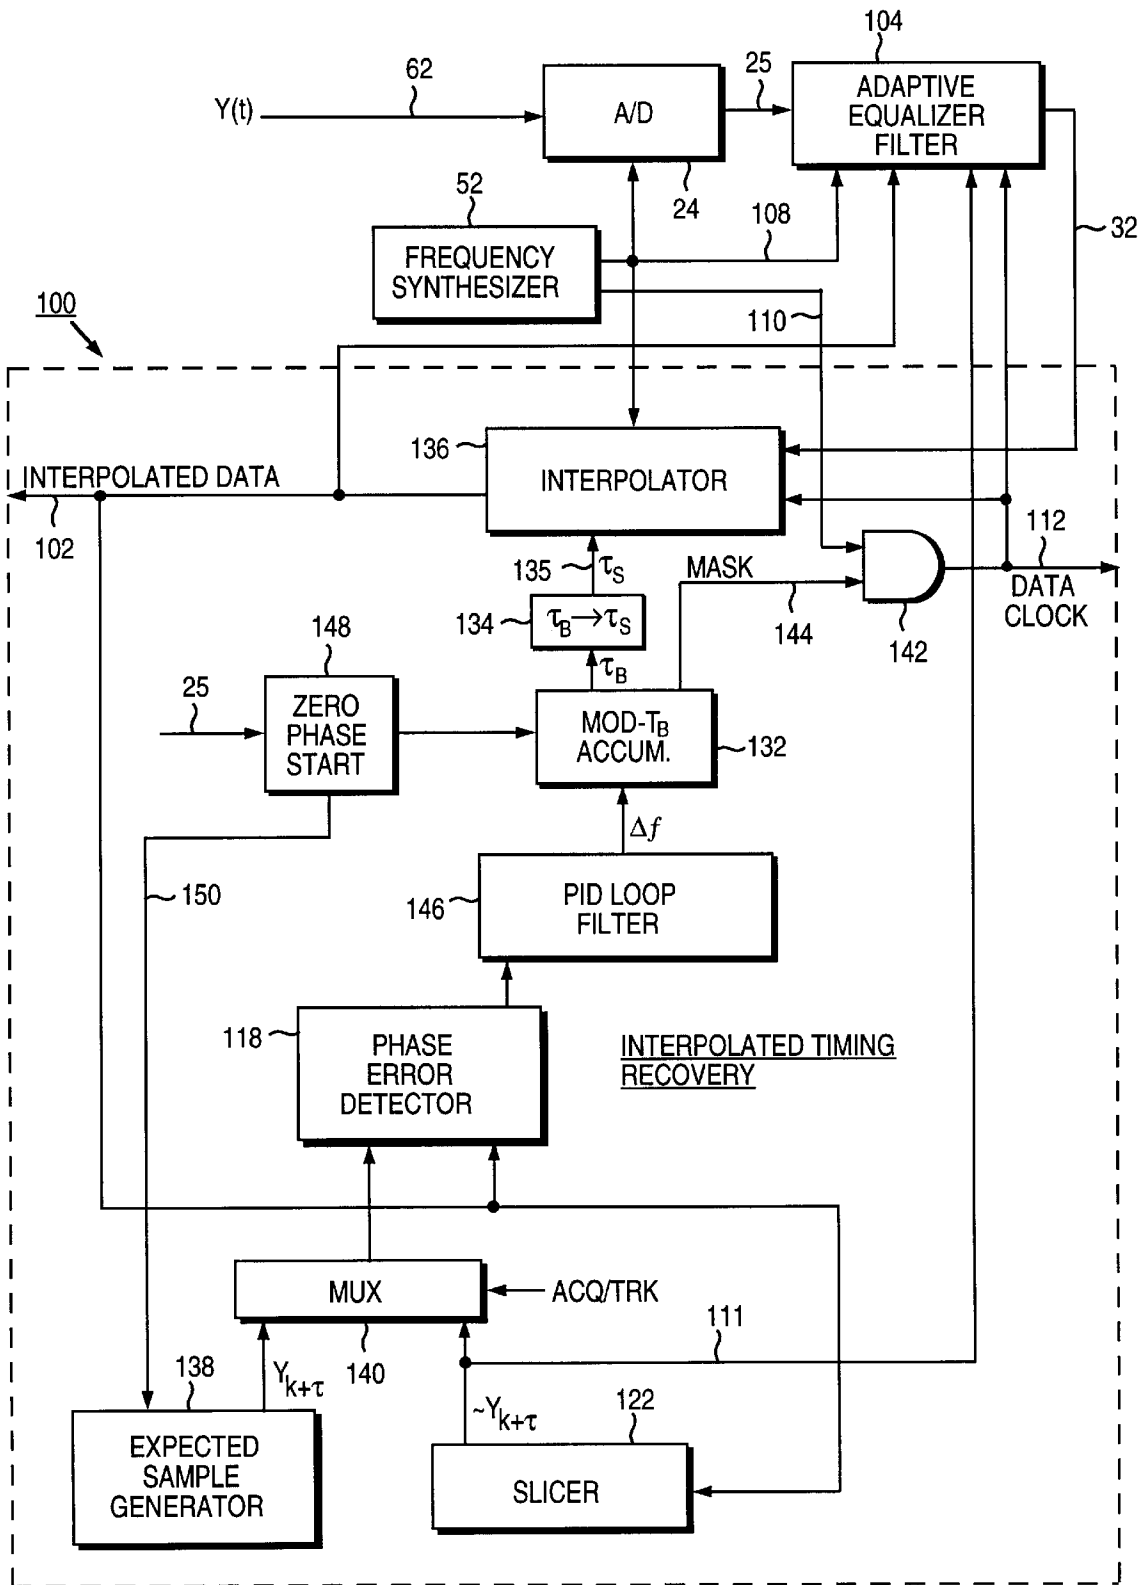 104
62
25
Y(t)
A/D
ADAPTIVE
EQUALIZER
FILTER
52
24
108
32
FREQUENCY
SYNTHESIZER
100
110
136
INTERPOLATOR
INTERPOLATED DATA
102
135
τS
MASK
112
DATA
CLOCK
134
τB→τS
144
142
148
τB
25
ZERO
PHASE
START
MOD-TB
ACCUM.
132
Δf
150
146
PID LOOP
FILTER
118
PHASE
ERROR
DETECTOR
INTERPOLATED TIMING
RECOVERY
MUX
ACQ/TRK
111
140
138
Yk+τ
~Yk+τ
122
EXPECTED
SAMPLE
GENERATOR
SLICER